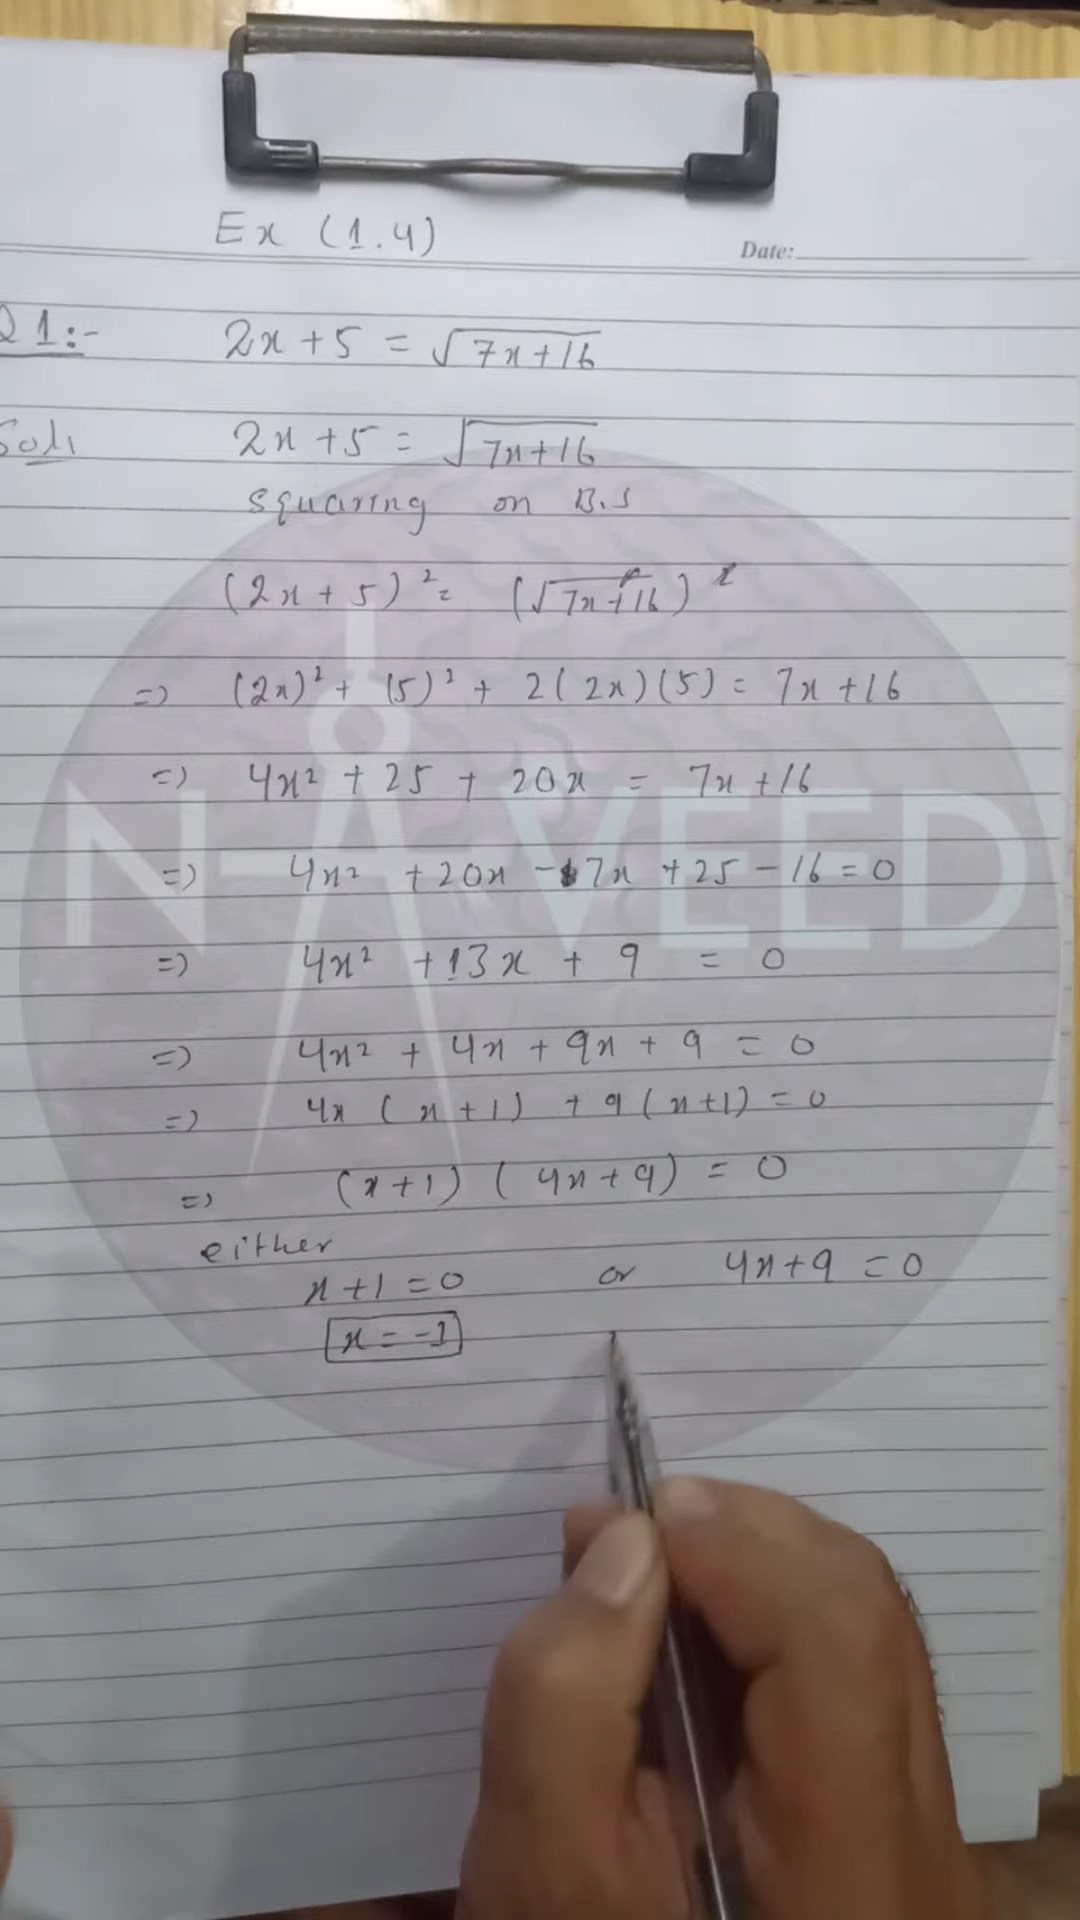 Ex (1.4)
Date:
Q1:- 2x+5 = √7x+16
Sol: 2x+5 = √7x+16
squaring on B.S
(2x+5)² = (√7x+16)²
=> (2x)² + (5)² + 2(2x)(5) = 7x+16
=> 4x² + 25 + 20x = 7x+16
=> 4x² +20x -7x +25-16=0
=> 4x² +13x + 9 = 0
=> 4x² + 4x + 9x + 9 = 0
=> 4x (x+1) + 9(x+1) = 0
=> (x+1) (4x+9) = 0
either
x+1=0 or 4x+9=0
x=-1
NAVEED